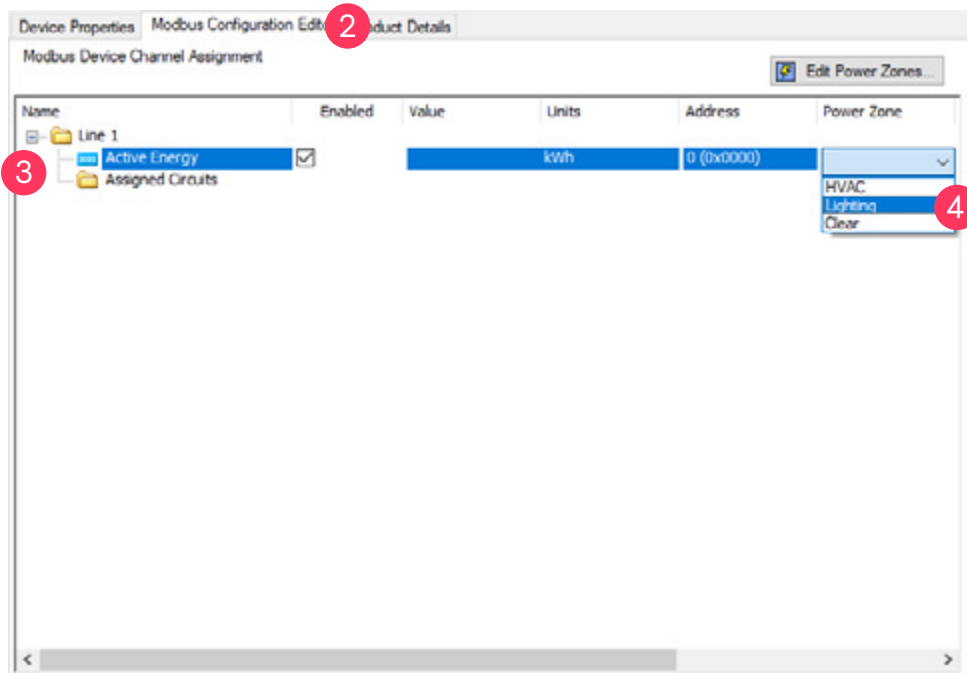 Device Properties Modbus Configuration Edit 2 duct Details
Modbus Device Channel Assignment
Edit Power Zones...
Name Enabled Value Units Address Power Zone
Line 1
3 Active Energy kWh 0 (0x0000)
Assigned Circuits
HVAC
Lighting 4
Clear